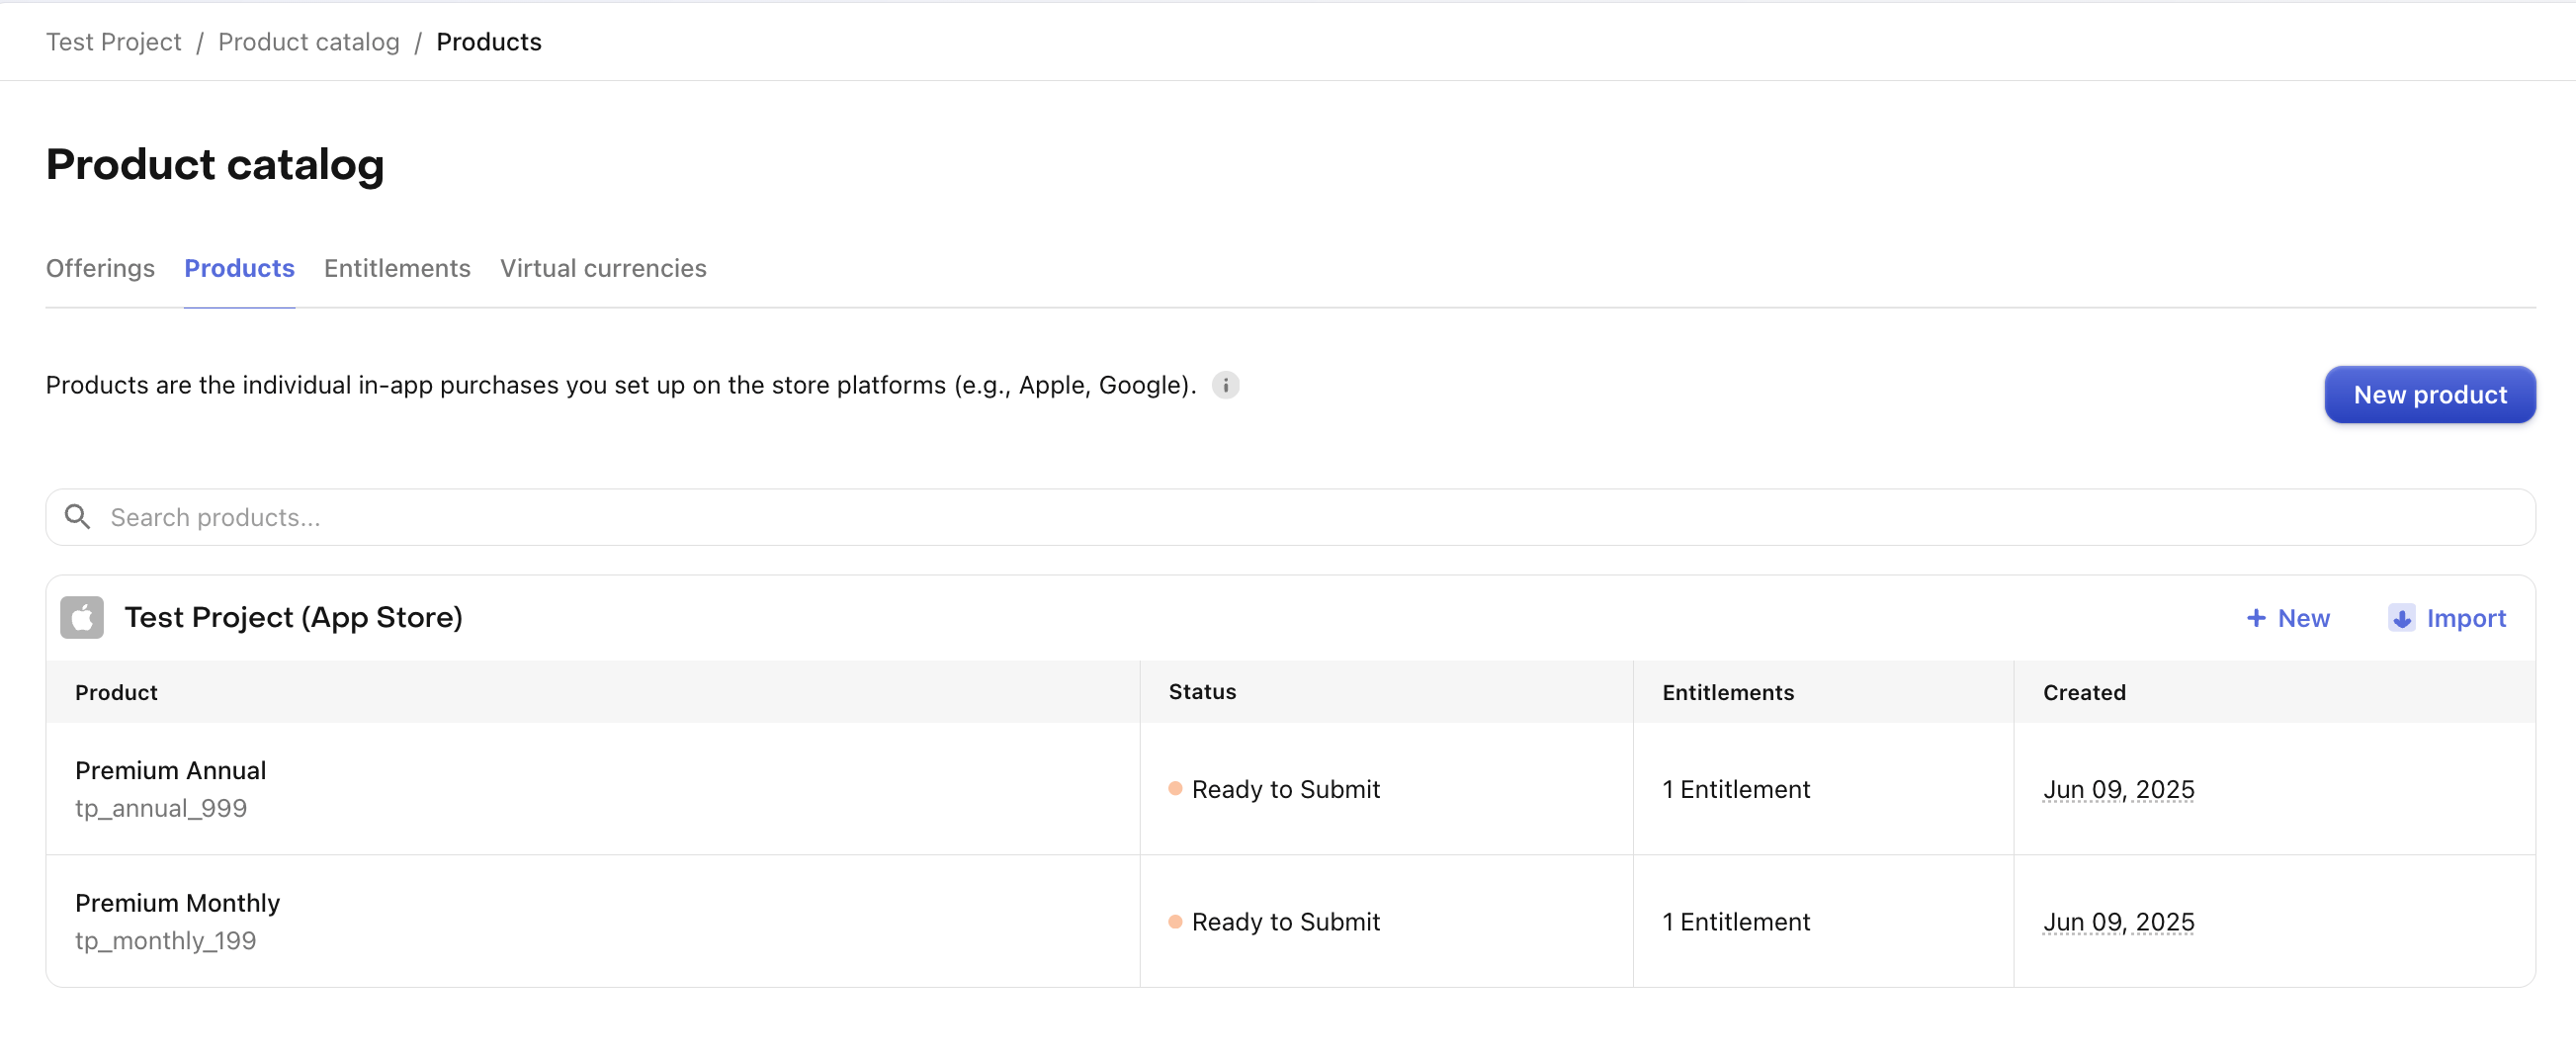 Test Project / Product catalog / Products
Product catalog
Offerings Products Entitlements Virtual currencies
Products are the individual in-app purchases you set up on the store platforms (e.g., Apple, Google).
New product
Search products...
Test Project (App Store)
+ New Import
Product Status Entitlements Created
Premium Annual
tp_annual_999
Ready to Submit 1 Entitlement Jun 09, 2025
Premium Monthly
tp_monthly_199
Ready to Submit 1 Entitlement Jun 09, 2025